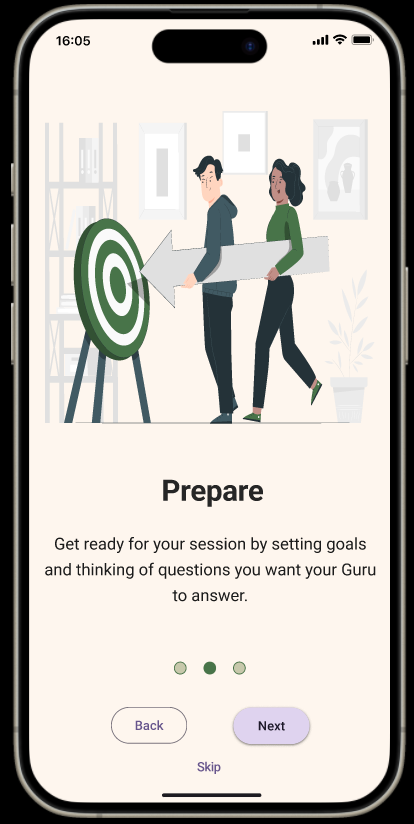 16:05
Prepare
Get ready for your session by setting goals
and thinking of questions you want your Guru
to answer.
Back
Next
Skip